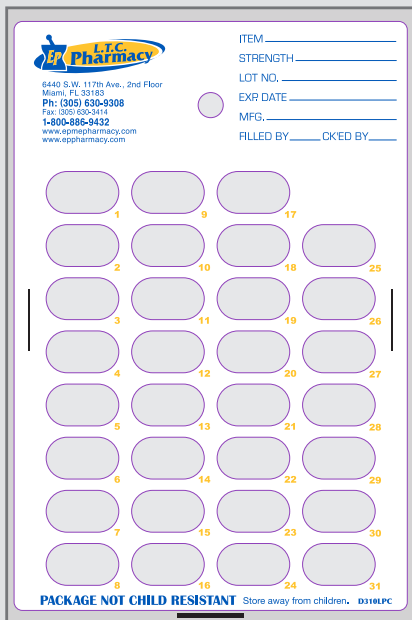 EP L.T.C.
Pharmacy
6440 S.W. 117th Ave., 2nd Floor
Miami, FL 33183
Ph: (305) 630-9308
Fax: (305) 630-3414
1-800-886-9432
www.epmepharmacy.com
www.eppharmacy.com
ITEM
STRENGTH
LOT NO.
EXP. DATE
MFG.
FILLED BY CK'ED BY
1 9 17
2 10 18 25
3 11 19 26
4 12 20 27
5 13 21 28
6 14 22 29
7 15 23 30
8 16 24 31
PACKAGE NOT CHILD RESISTANT Store away from children. D310LPC